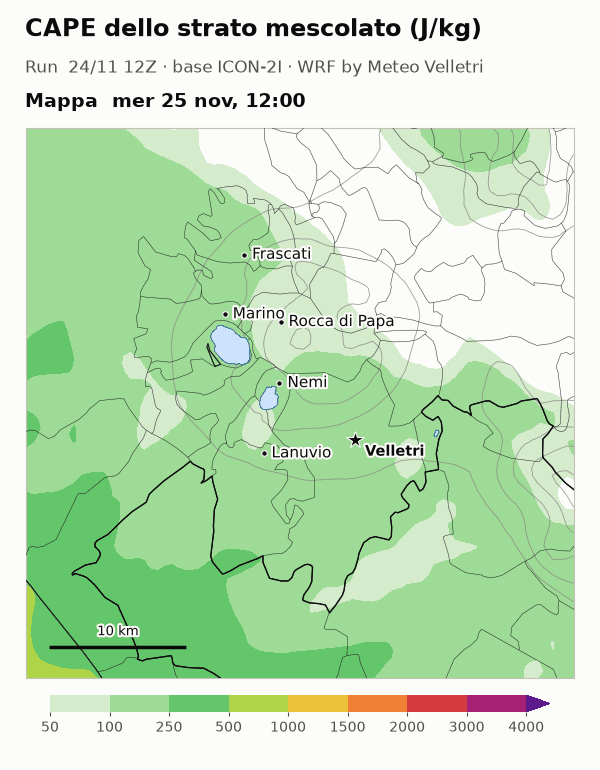 CAPE dello strato mescolato (J/kg)
Run  24/11 12Z · base ICON-2I · WRF by Meteo Velletri
Mappa  mer 25 nov, 12:00
Frascati
Marino
Rocca di Papa
Nemi
Velletri
Lanuvio
10 km
50 100 250 500 1000 1500 2000 3000 4000